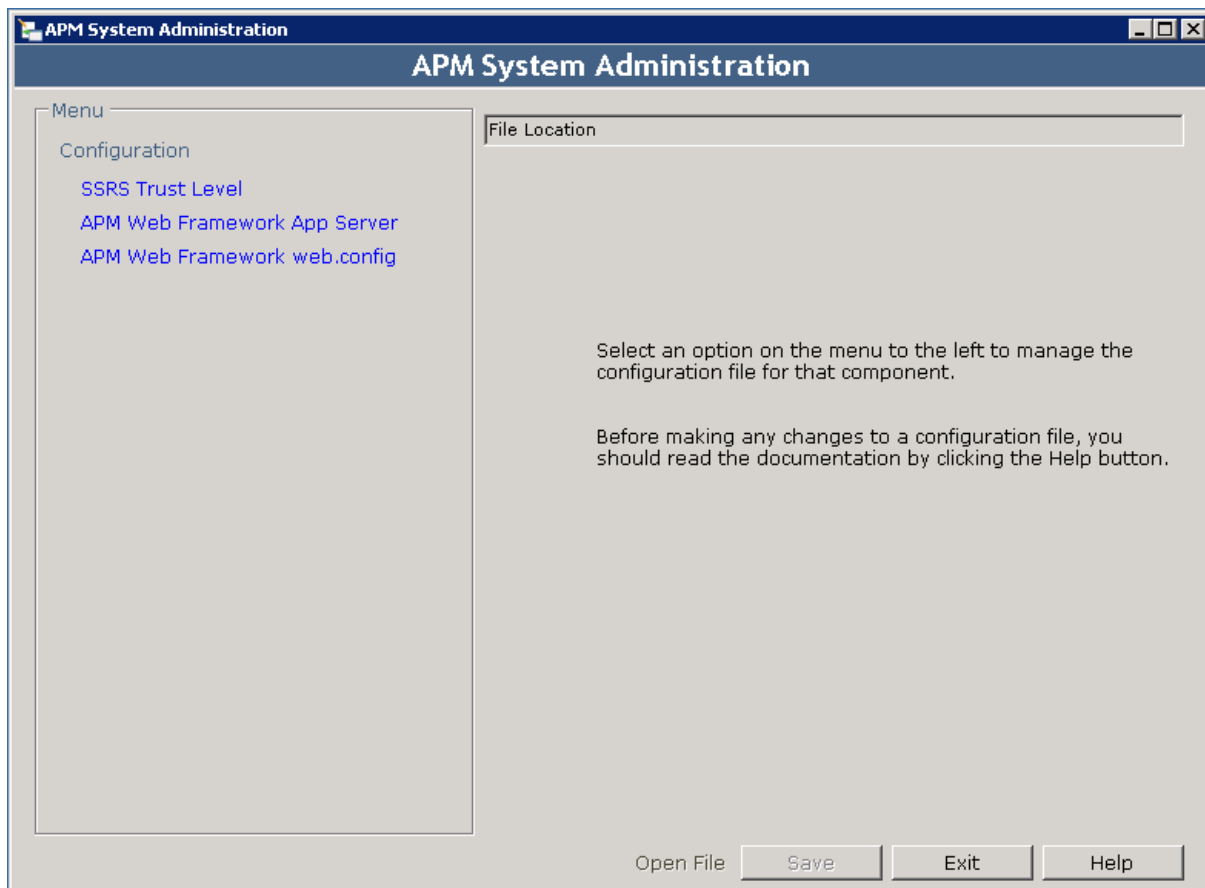 APM System Administration
APM System Administration
Menu
Configuration
SSRS Trust Level
APM Web Framework App Server
APM Web Framework web.config
File Location
Select an option on the menu to the left to manage the
configuration file for that component.
Before making any changes to a configuration file, you
should read the documentation by clicking the Help button.
Open File
Save
Exit
Help